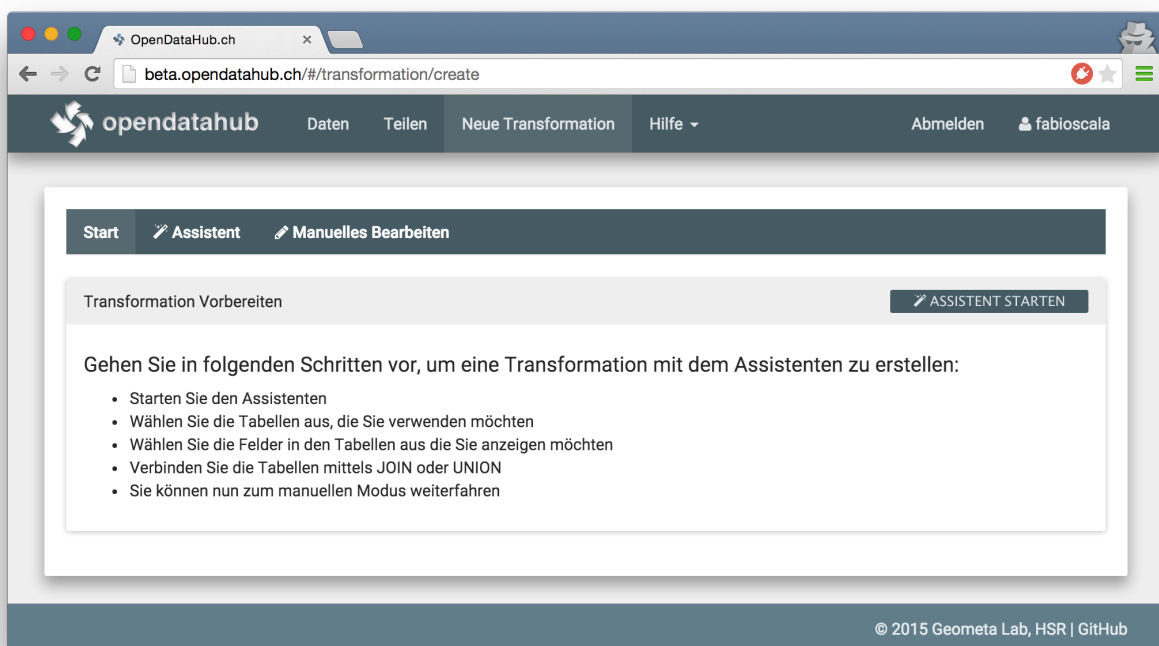 OpenDataHub.ch
beta.opendatahub.ch/#/transformation/create
opendatahub Daten Teilen Neue Transformation Hilfe Abmelden fabioscala
Start Assistent Manuelles Bearbeiten
Transformation Vorbereiten ASSISTENT STARTEN
Gehen Sie in folgenden Schritten vor, um eine Transformation mit dem Assistenten zu erstellen:
• Starten Sie den Assistenten
• Wählen Sie die Tabellen aus, die Sie verwenden möchten
• Wählen Sie die Felder in den Tabellen aus die Sie anzeigen möchten
• Verbinden Sie die Tabellen mittels JOIN oder UNION
• Sie können nun zum manuellen Modus weiterfahren
© 2015 Geometa Lab, HSR | GitHub